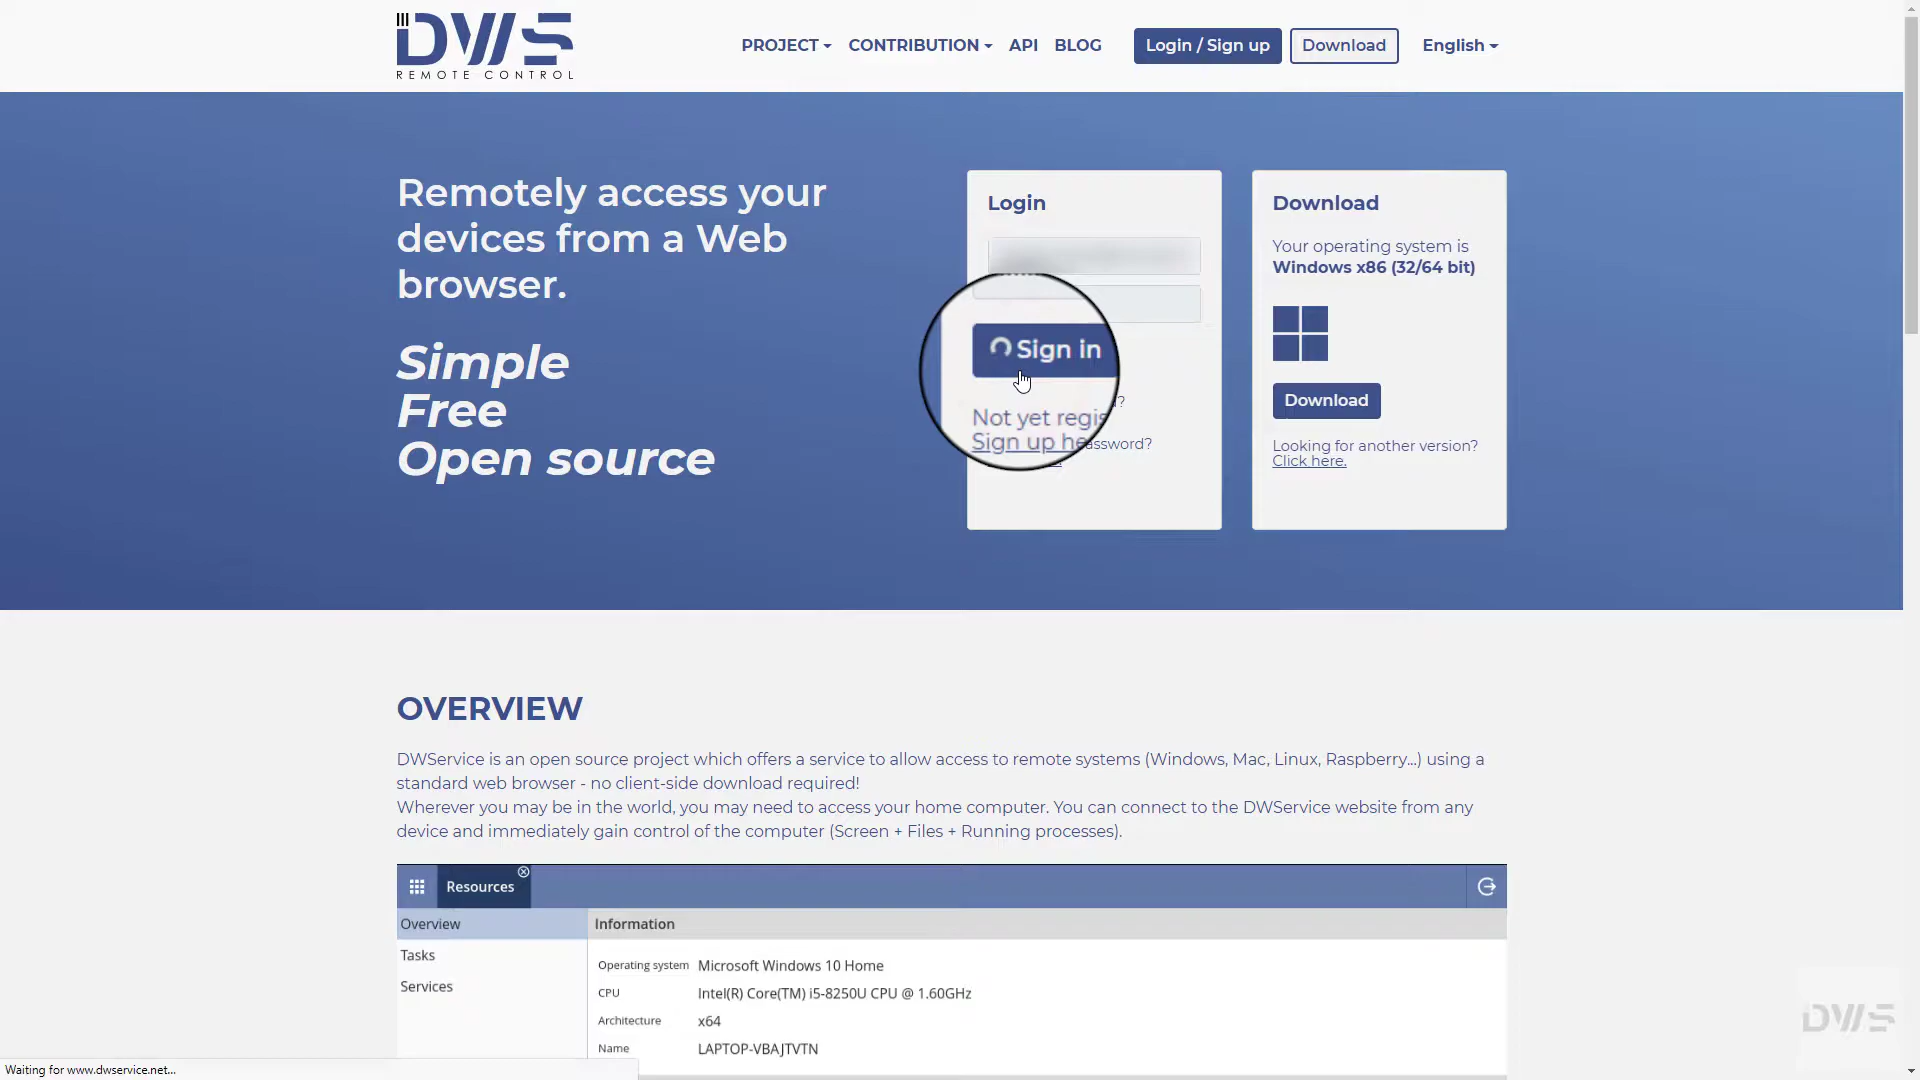 DWS
REMOTE CONTROL
PROJECT
CONTRIBUTION
API
BLOG
Login / Sign up
Download
English
Remotely access your
devices from a Web
browser.
Simple
Free
Open source
Login
Sign in
Not yet regis
Sign up he
assword?
Download
Your operating system is
Windows x86 (32/64 bit)
Download
Looking for another version?
Click here.
OVERVIEW
DWService is an open source project which offers a service to allow access to remote systems (Windows, Mac, Linux, Raspberry...) using a
standard web browser - no client-side download required!
Wherever you may be in the world, you may need to access your home computer. You can connect to the DWService website from any
device and immediately gain control of the computer (Screen + Files + Running processes).
Resources
Overview
Tasks
Services
Information
Operating system Microsoft Windows 10 Home
CPU Intel(R) Core(TM) i5-8250U CPU @ 1.60GHz
Architecture x64
Name LAPTOP-VBAJTVTN
DWS
Waiting for www.dwservice.net...